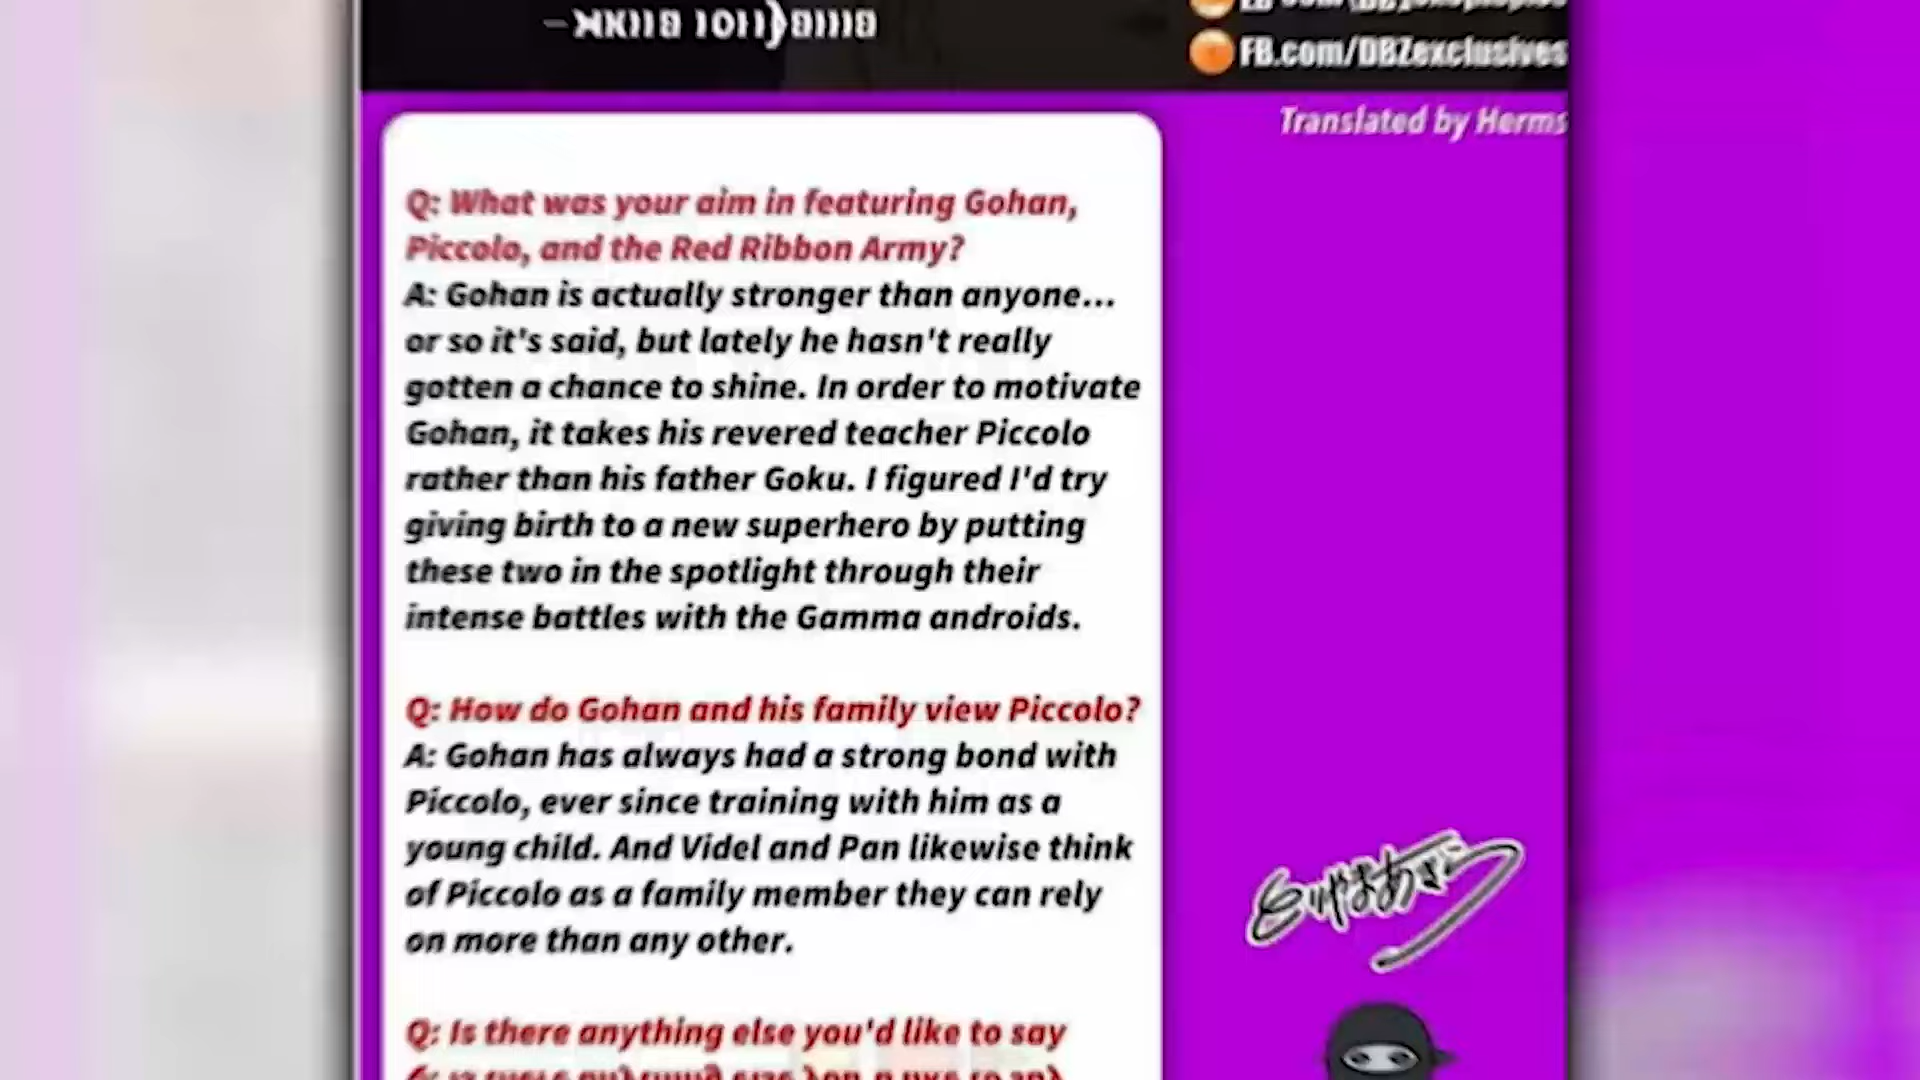 FB.com/DBZexclusives
Translated by Herms
Q: What was your aim in featuring Gohan,
Piccolo, and the Red Ribbon Army?
A: Gohan is actually stronger than anyone...
or so it's said, but lately he hasn't really
gotten a chance to shine. In order to motivate
Gohan, it takes his revered teacher Piccolo
rather than his father Goku. I figured I'd try
giving birth to a new superhero by putting
these two in the spotlight through their
intense battles with the Gamma androids.
Q: How do Gohan and his family view Piccolo?
A: Gohan has always had a strong bond with
Piccolo, ever since training with him as a
young child. And Videl and Pan likewise think
of Piccolo as a family member they can rely
on more than any other.
Q: Is there anything else you'd like to say